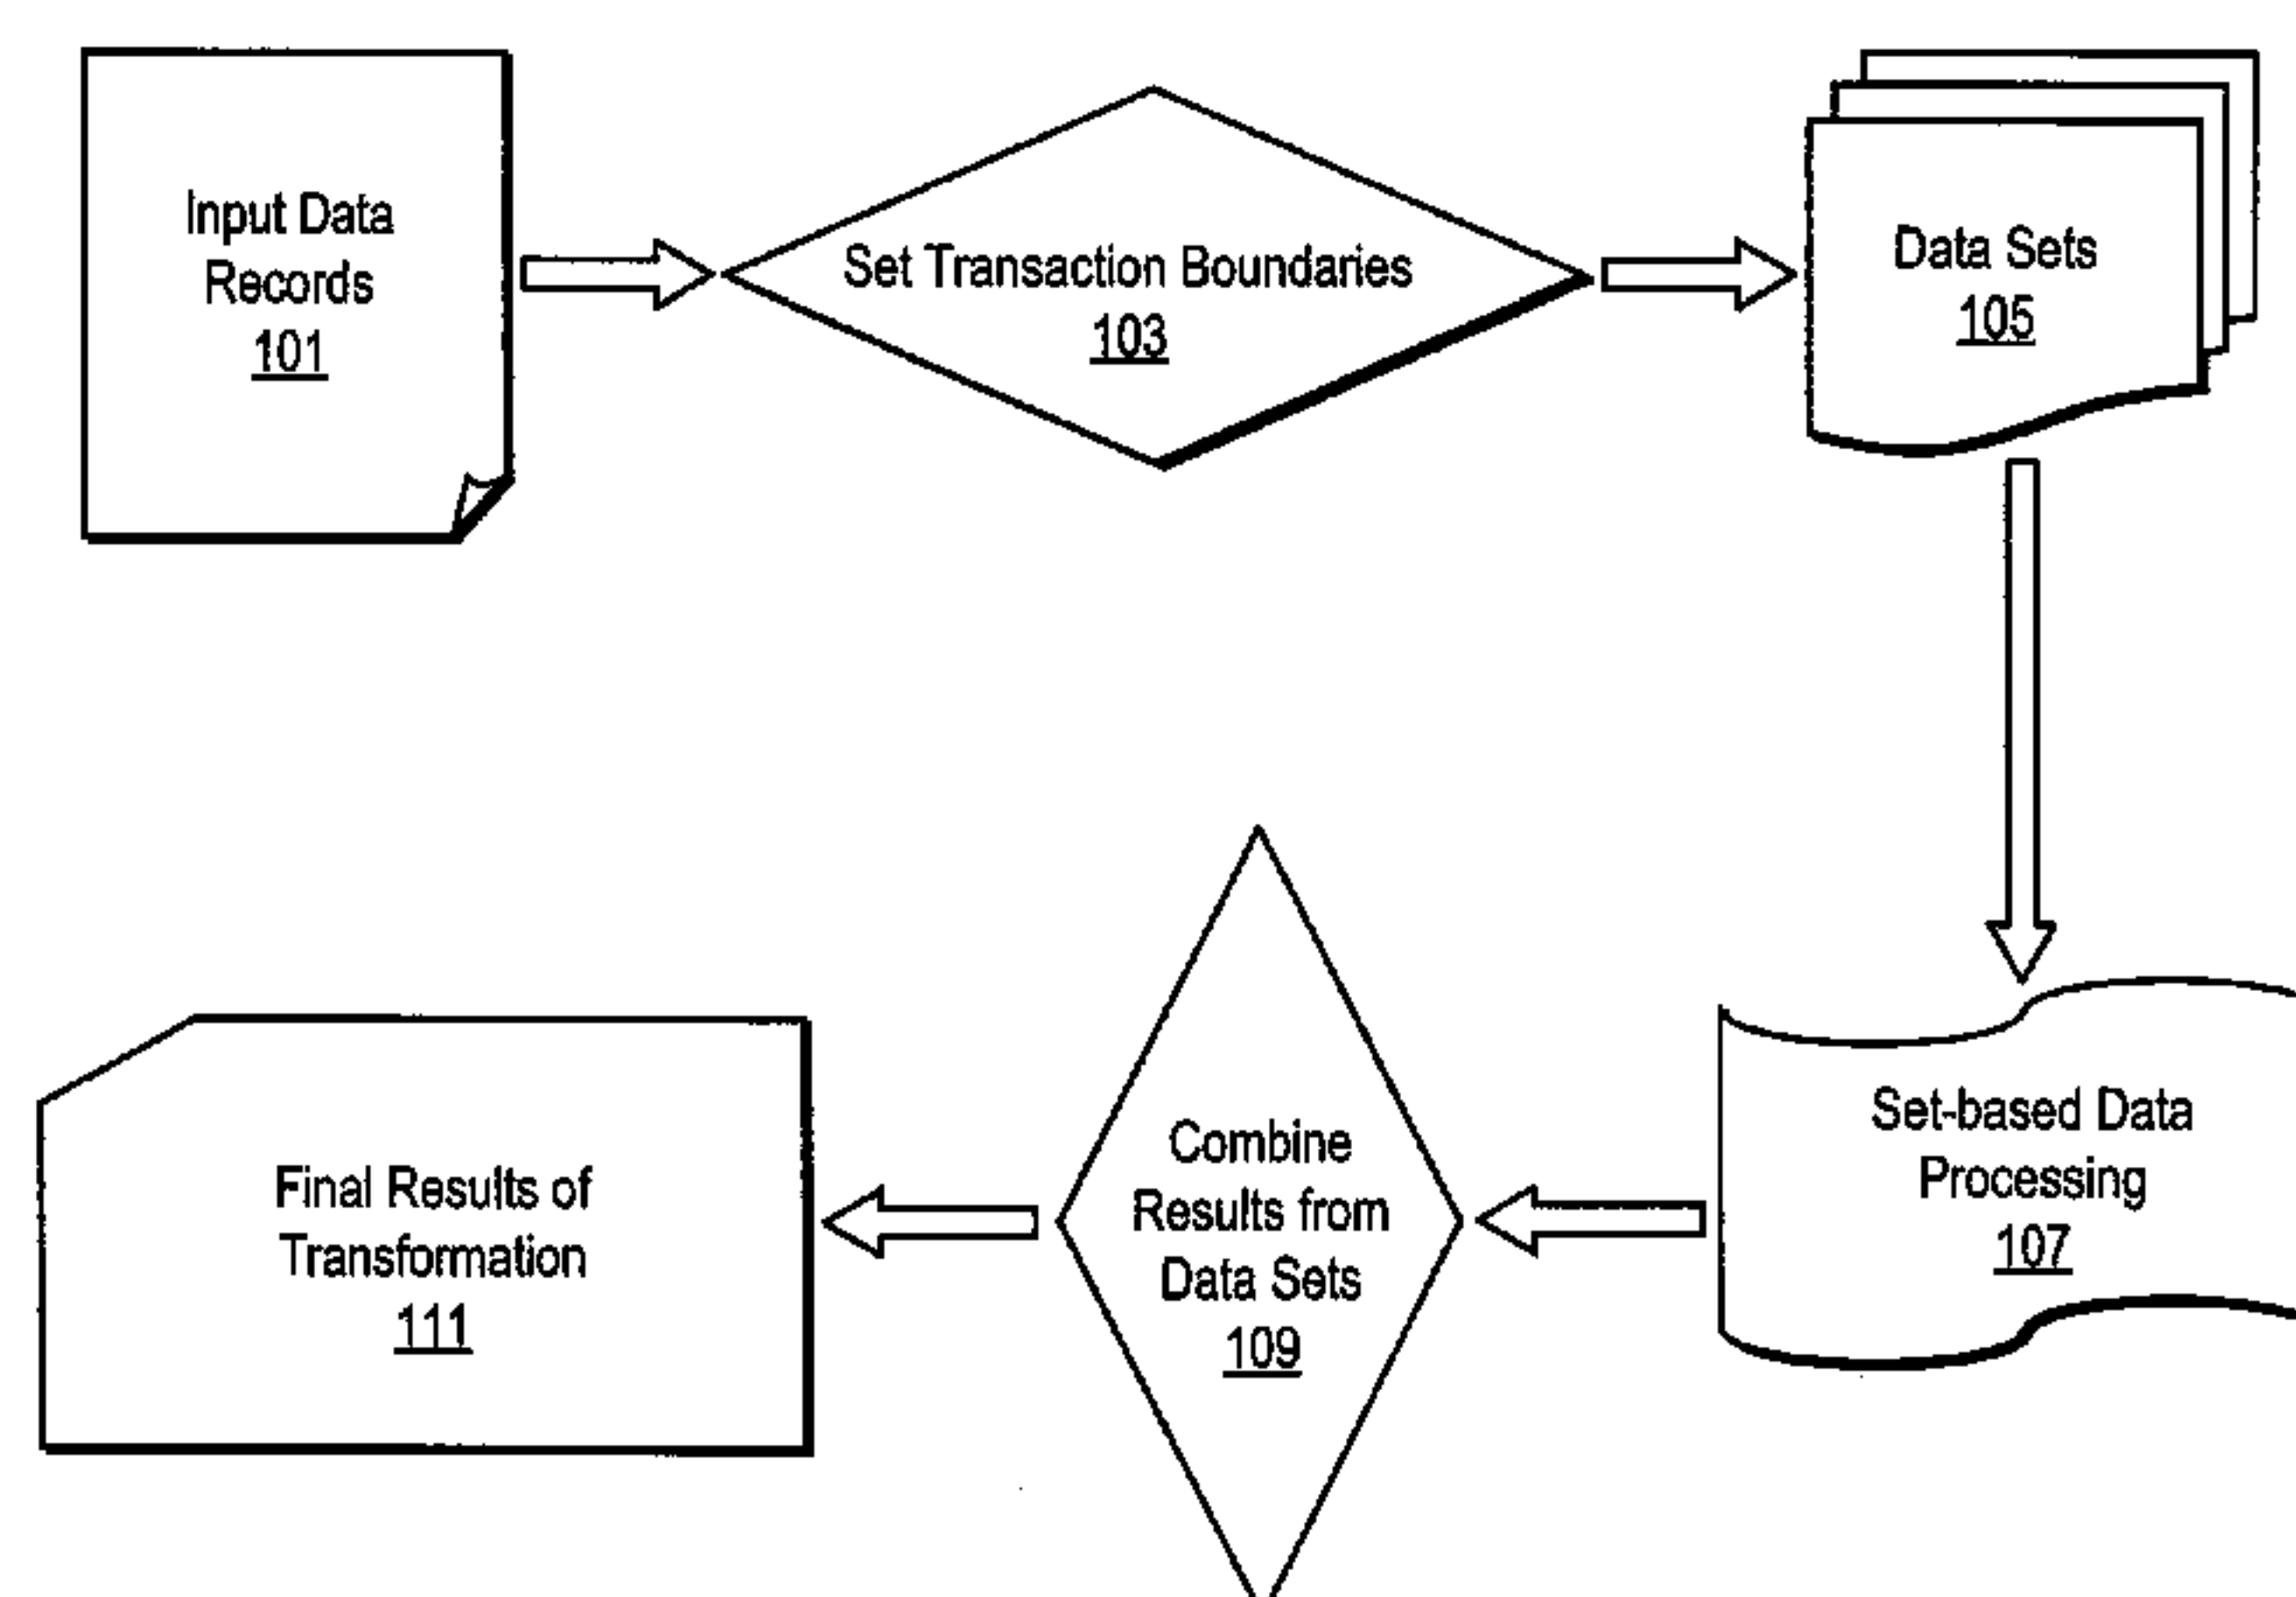 Input Data
Records
101
Set Transaction Boundaries
103
Data Sets
105
Set-based Data
Processing
107
Combine
Results from
Data Sets
109
Final Results of
Transformation
111